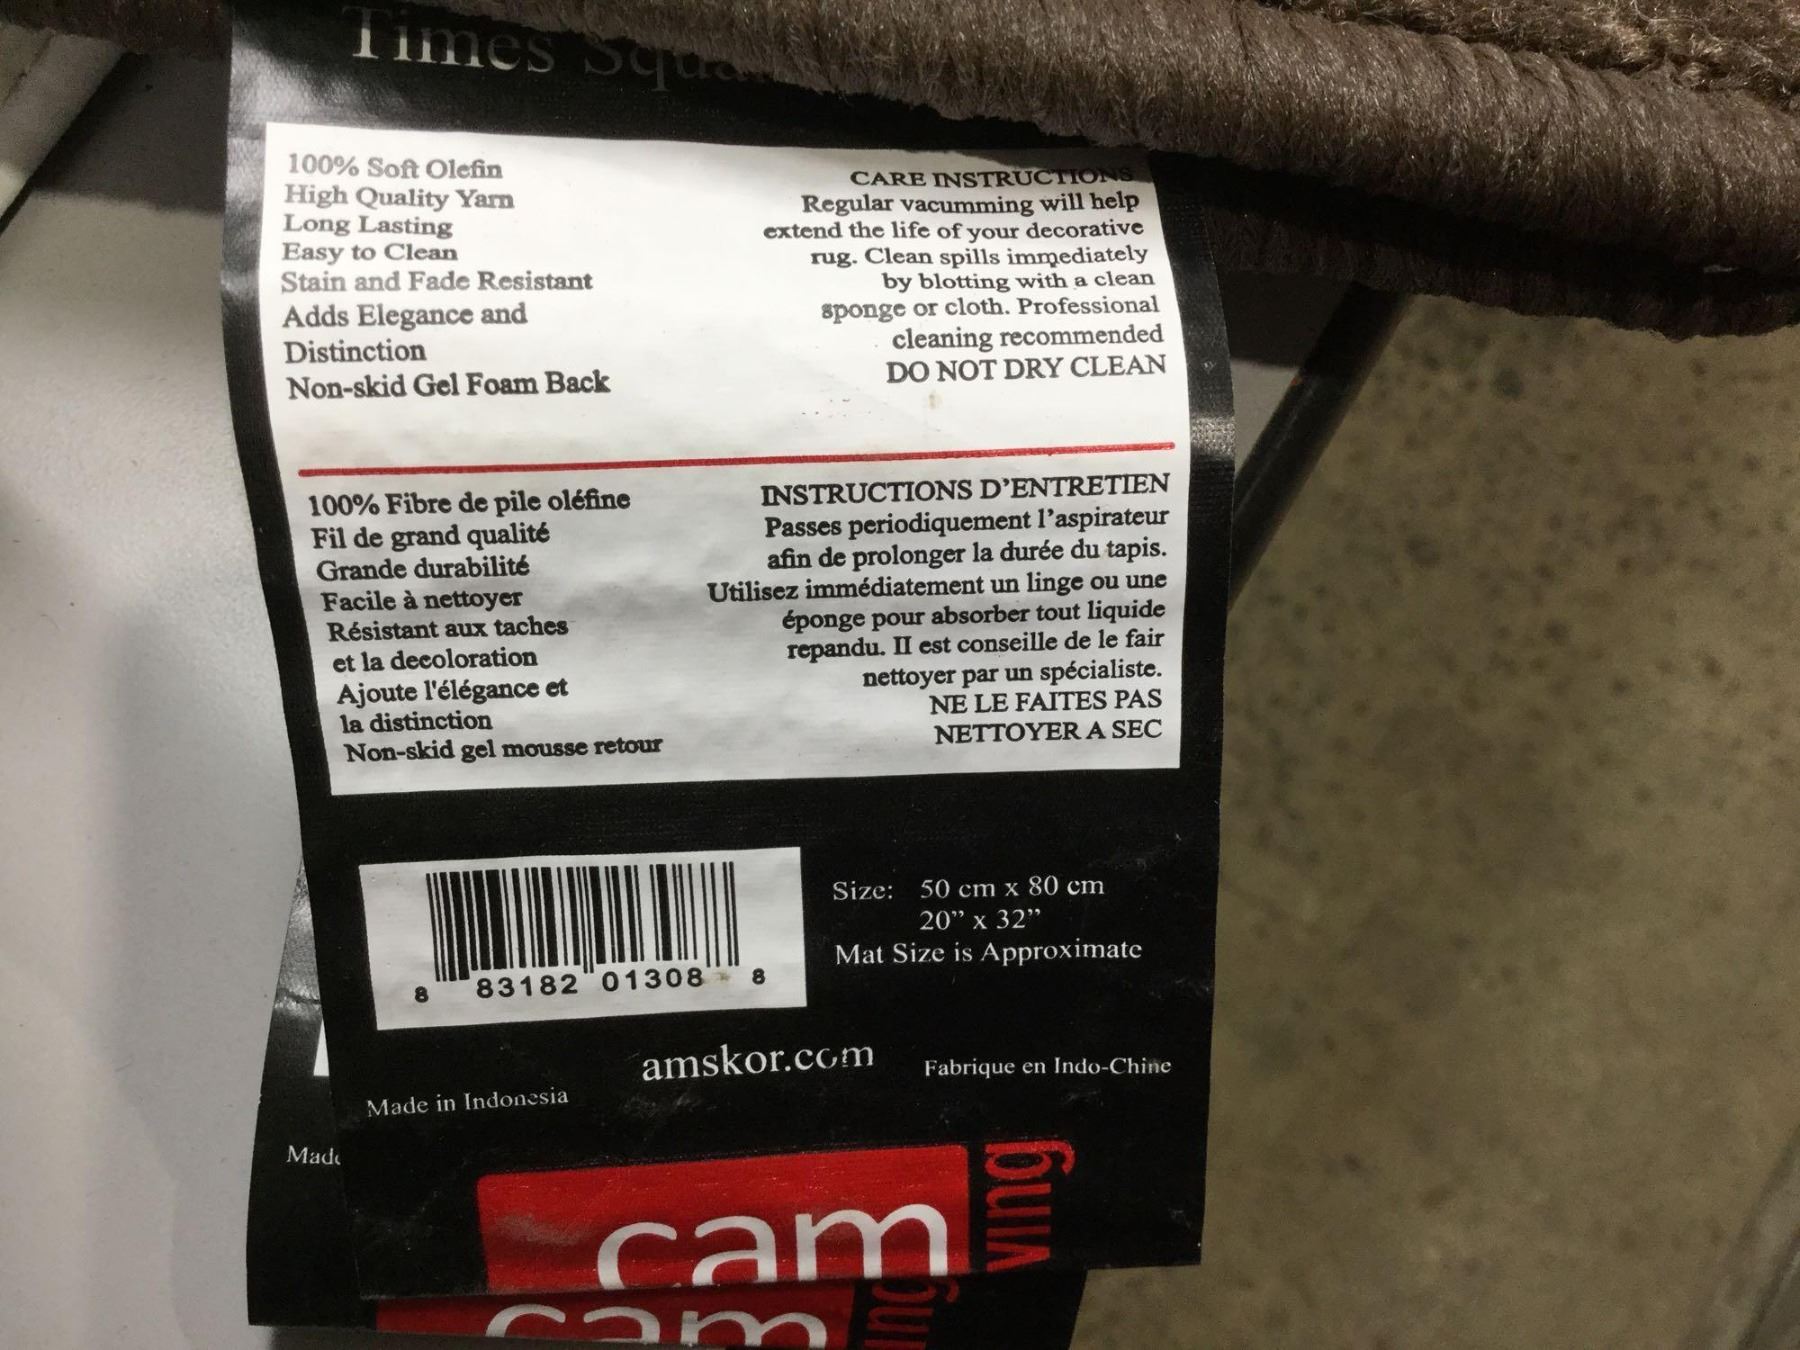 Times Squa
100% Soft Olefin
High Quality Yarn
Long Lasting
Easy to Clean
Stain and Fade Resistant
Adds Elegance and
Distinction
Non-skid Gel Foam Back
CARE INSTRUCTIONS
Regular vacumming will help
extend the life of your decorative
rug. Clean spills immediately
by blotting with a clean
sponge or cloth. Professional
cleaning recommended
DO NOT DRY CLEAN
100% Fibre de pile oléfine
Fil de grand qualité
Grande durabilité
Facile à nettoyer
Résistant aux taches
et la decoloration
Ajoute l'élégance et
la distinction
Non-skid gel mousse retour
INSTRUCTIONS D’ENTRETIEN
Passes periodiquement l’aspirateur
afin de prolonger la durée du tapis.
Utilisez immédiatement un linge ou une
éponge pour absorber tout liquide
repandu. II est conseille de le fair
nettoyer par un spécialiste.
NE LE FAITES PAS
NETTOYER A SEC
8 83182 01308 8
Size: 50 cm x 80 cm
20” x 32”
Mat Size is Approximate
amskor.com
Made in Indonesia
Fabrique en Indo-Chine
Made
cam
ving
cam
ing